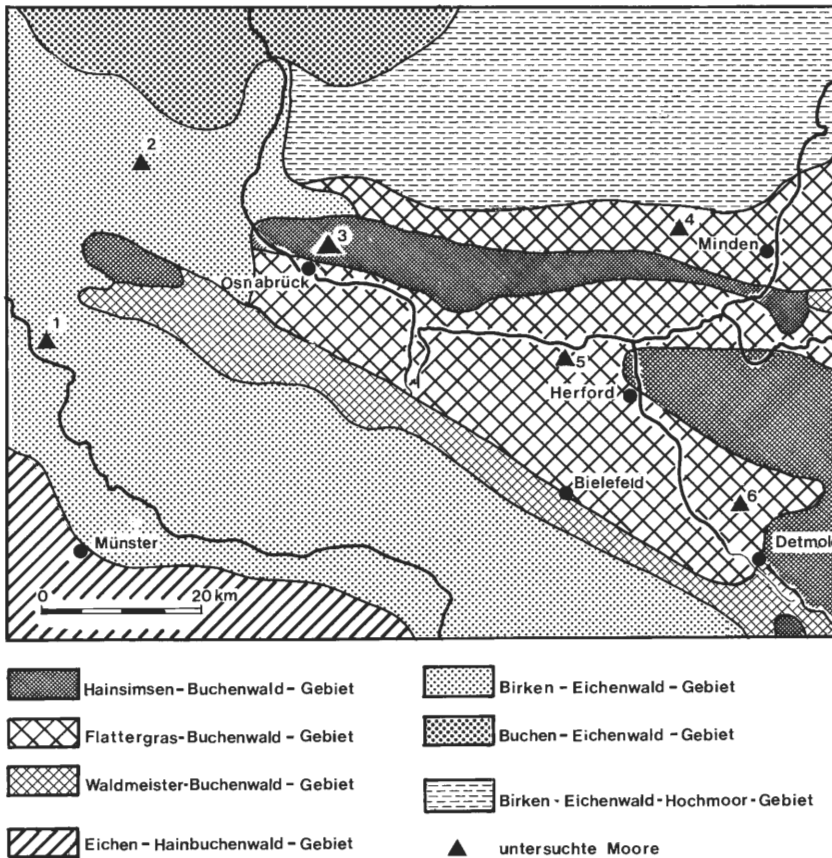 2
3
4
Minden
Osnabrück
1
5
Herford
Bielefeld
6
Münster
Detmol
0 20 km
Hainsimsen-Buchenwald-Gebiet
Flattergras-Buchenwald-Gebiet
Waldmeister-Buchenwald-Gebiet
Eichen-Hainbuchenwald-Gebiet
Birken-Eichenwald-Gebiet
Buchen-Eichenwald-Gebiet
Birken-Eichenwald-Hochmoor-Gebiet
untersuchte Moore